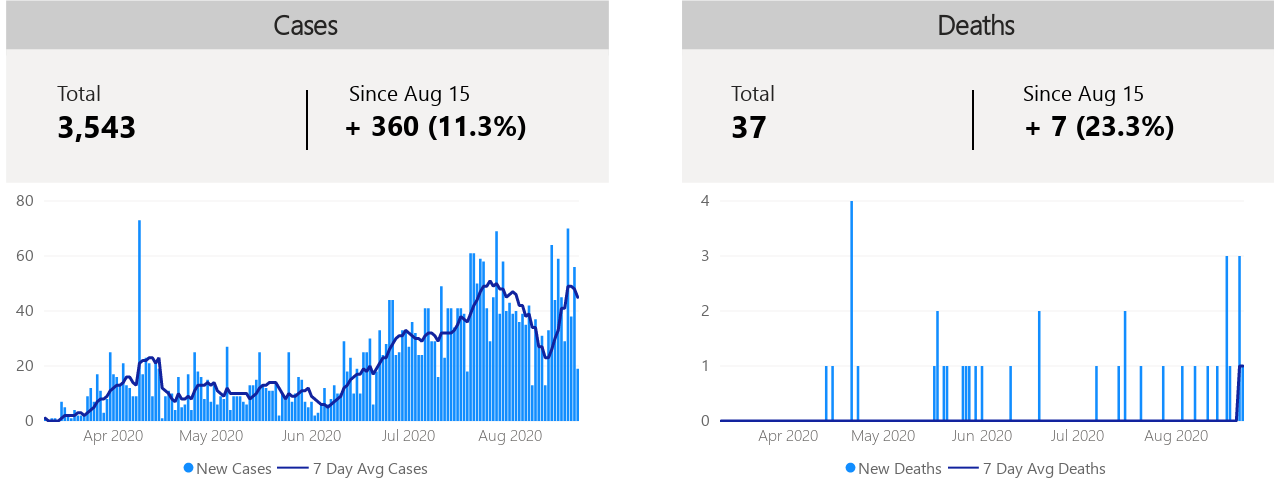 Cases
Total
3,543
Since Aug 15
+ 360 (11.3%)
80
60
40
20
0
Apr 2020 May 2020 Jun 2020 Jul 2020 Aug 2020
New Cases 7 Day Avg Cases
Deaths
Total
37
Since Aug 15
+ 7 (23.3%)
4
3
2
1
0
Apr 2020 May 2020 Jun 2020 Jul 2020 Aug 2020
New Deaths 7 Day Avg Deaths